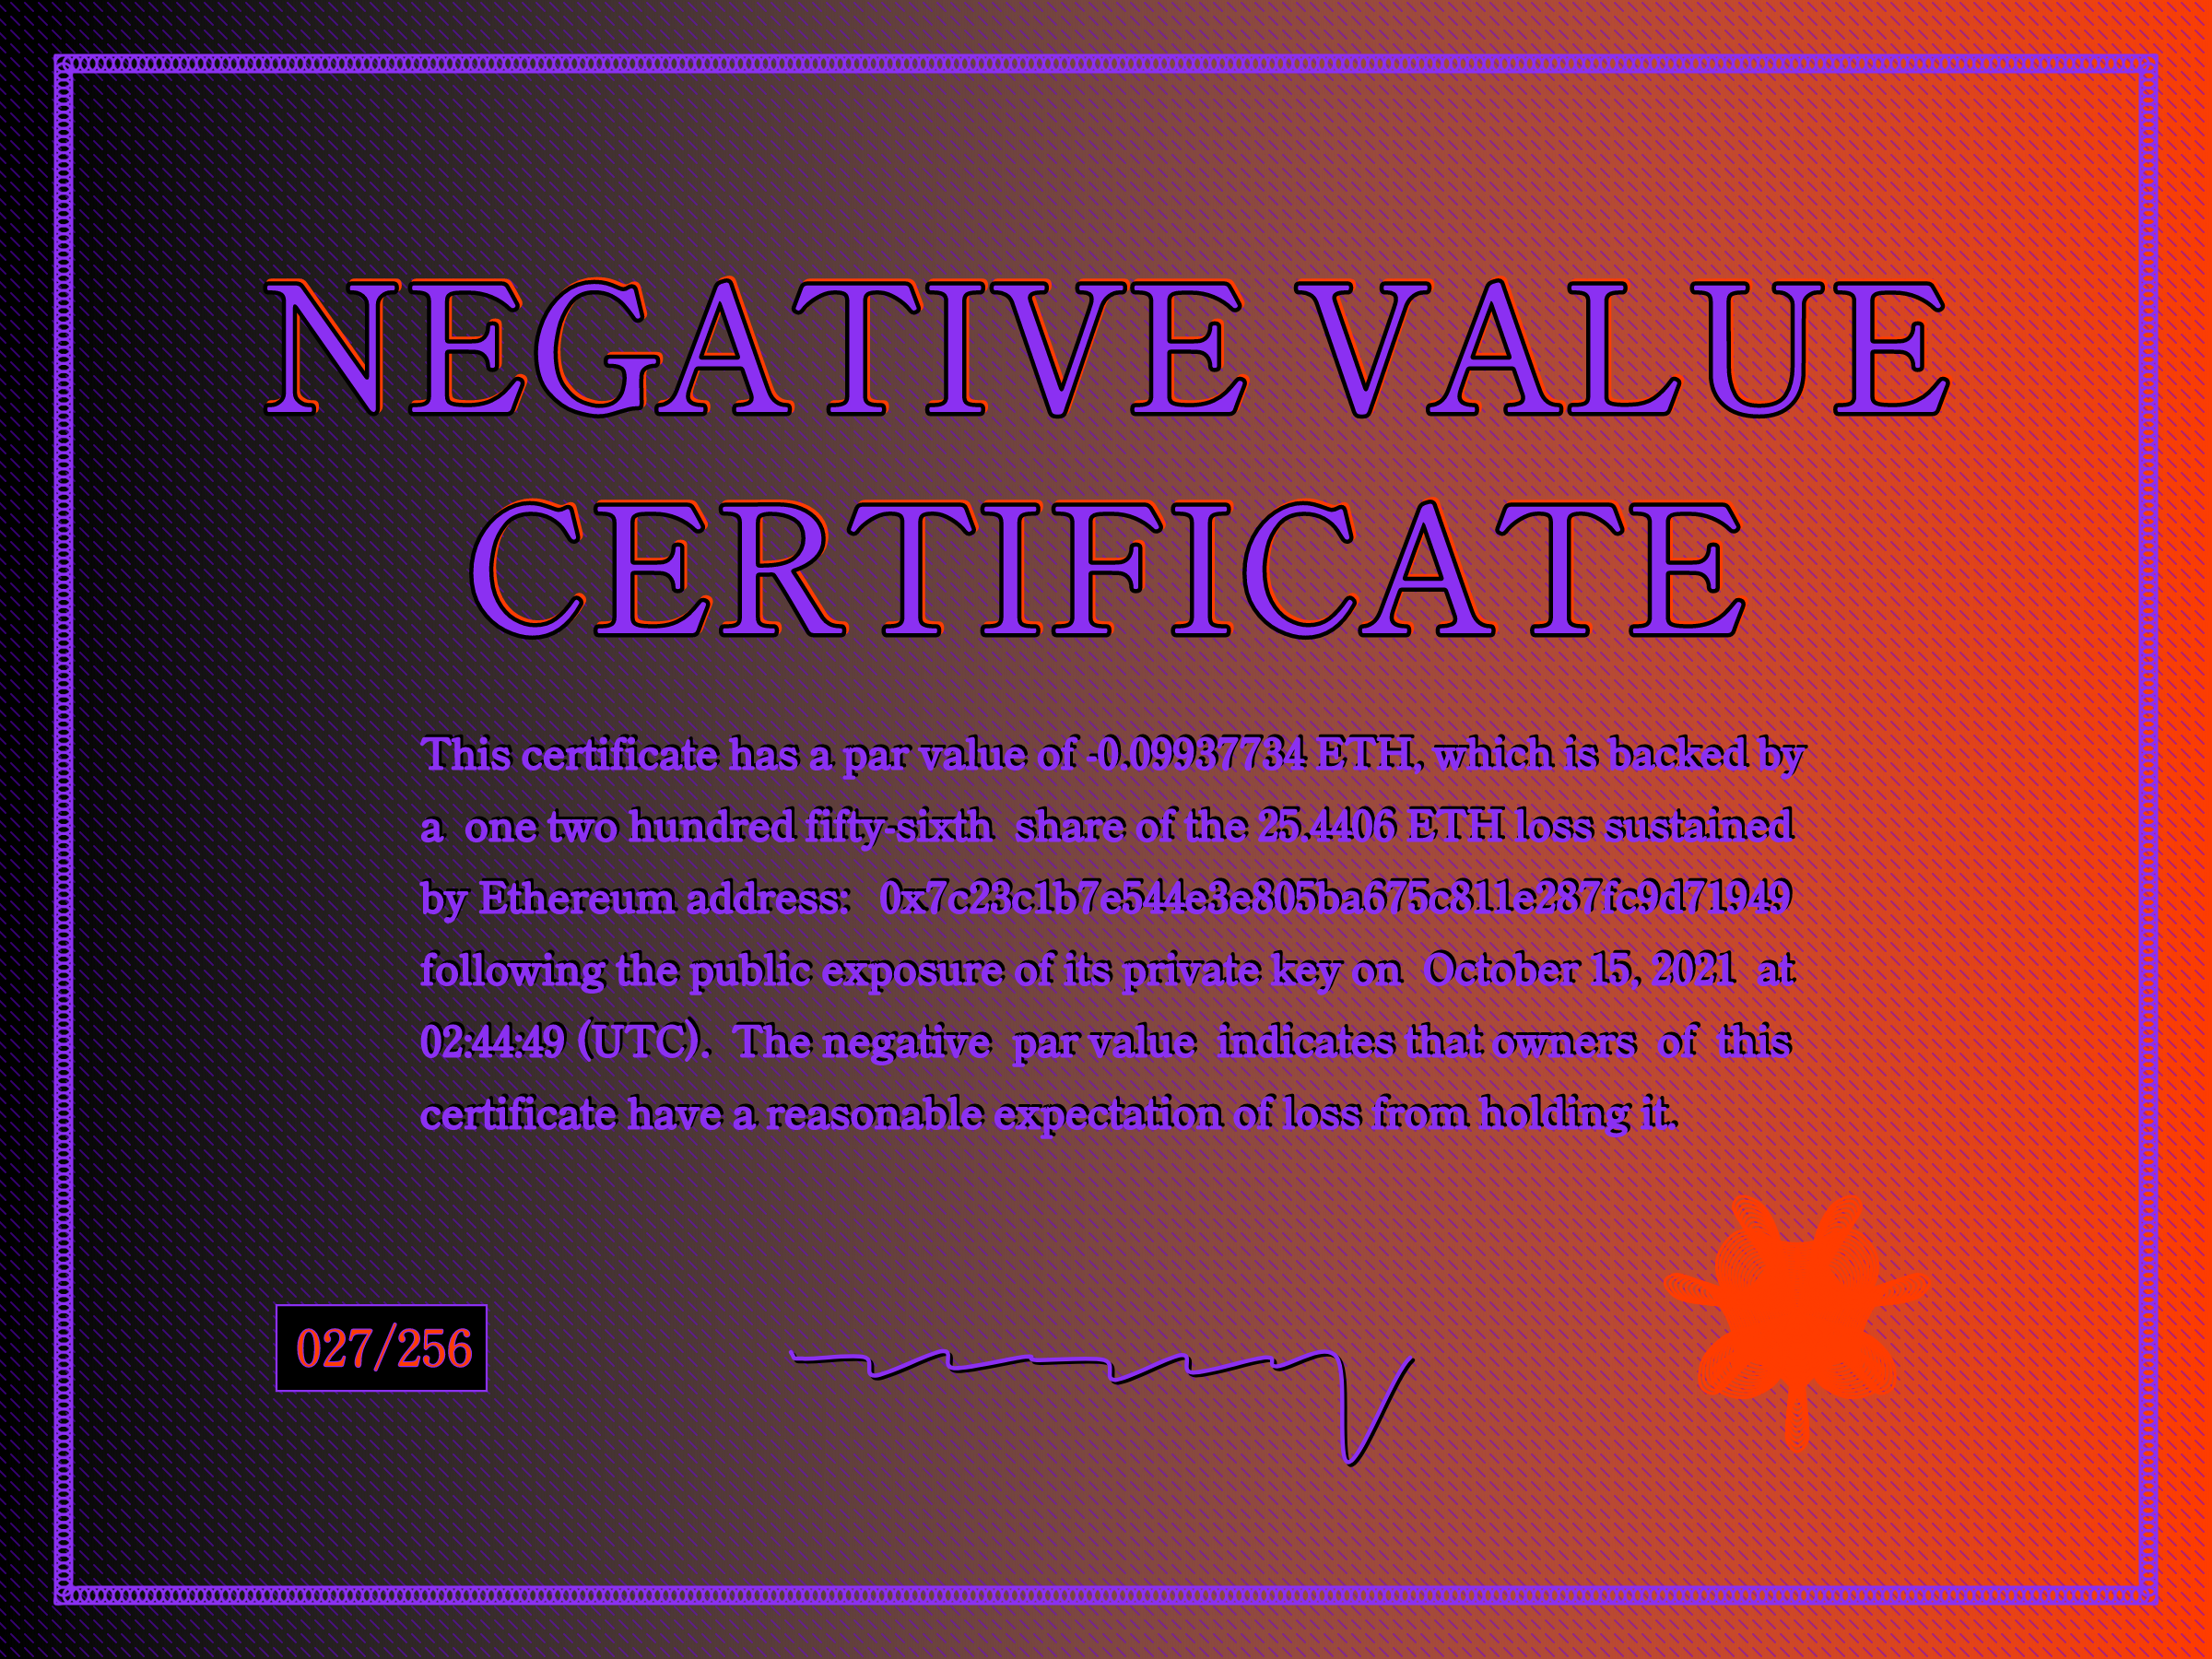 NEGATIVE VALUE
CERTIFICATE
This certificate has a par value of -0.09937734 ETH, which is backed by
a one two hundred fifty-sixth share of the 25.4406 ETH loss sustained
by Ethereum address: 0x7c23c1b7e544e3e805ba675c811e287fc9d71949
following the public exposure of its private key on October 15, 2021 at
02:44:49 (UTC). The negative par value indicates that owners of this
certificate have a reasonable expectation of loss from holding it.
027/256